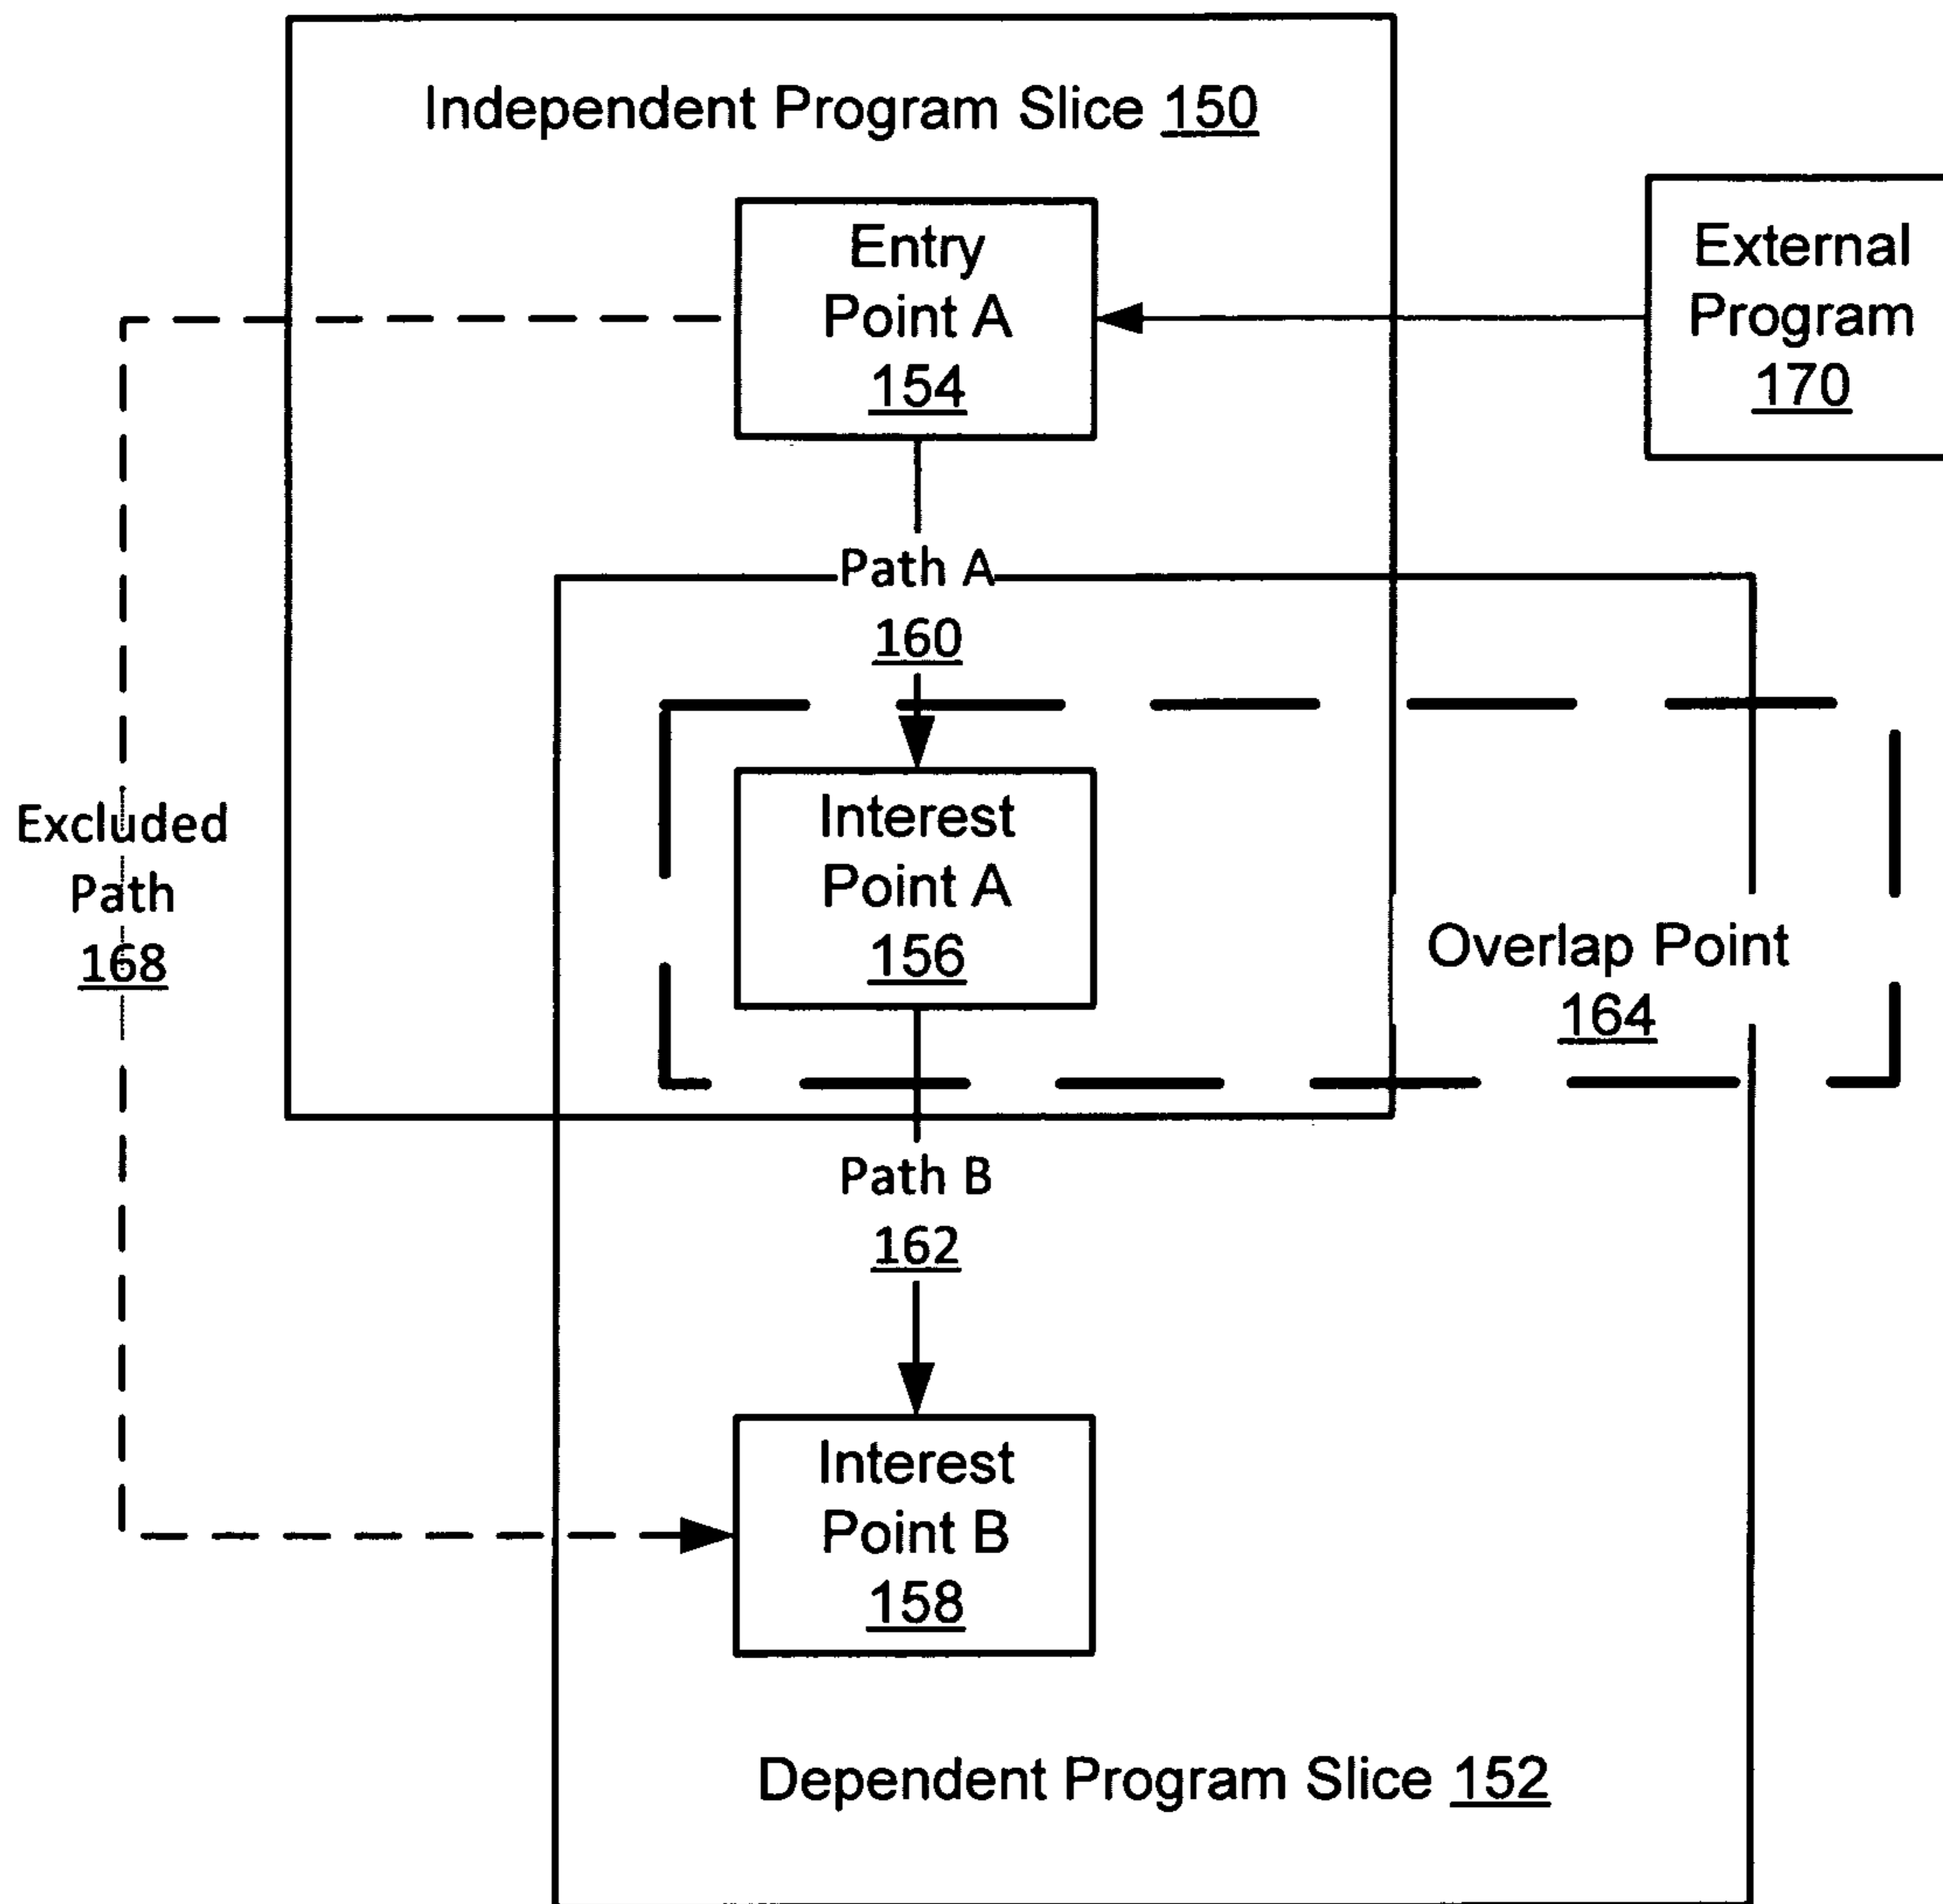 Independent Program Slice 150
Entry
Point A
154
External
Program
170
Path A
160
Interest
Point A
156
Excluded
Path
168
Overlap Point
164
Path B
162
Interest
Point B
158
Dependent Program Slice 152